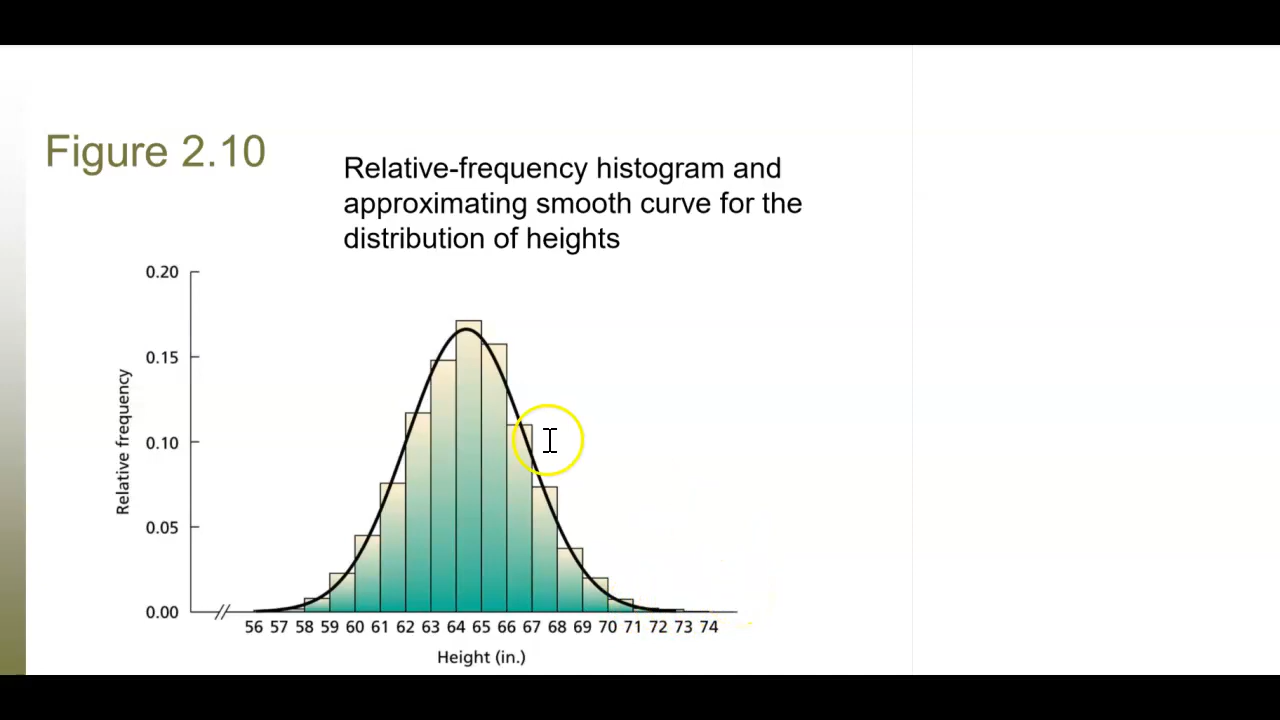 Figure 2.10
Relative-frequency histogram and
approximating smooth curve for the
distribution of heights
0.20
0.15
0.10
0.05
0.00
Relative frequency
56 57 58 59 60 61 62 63 64 65 66 67 68 69 70 71 72 73 74
Height (in.)